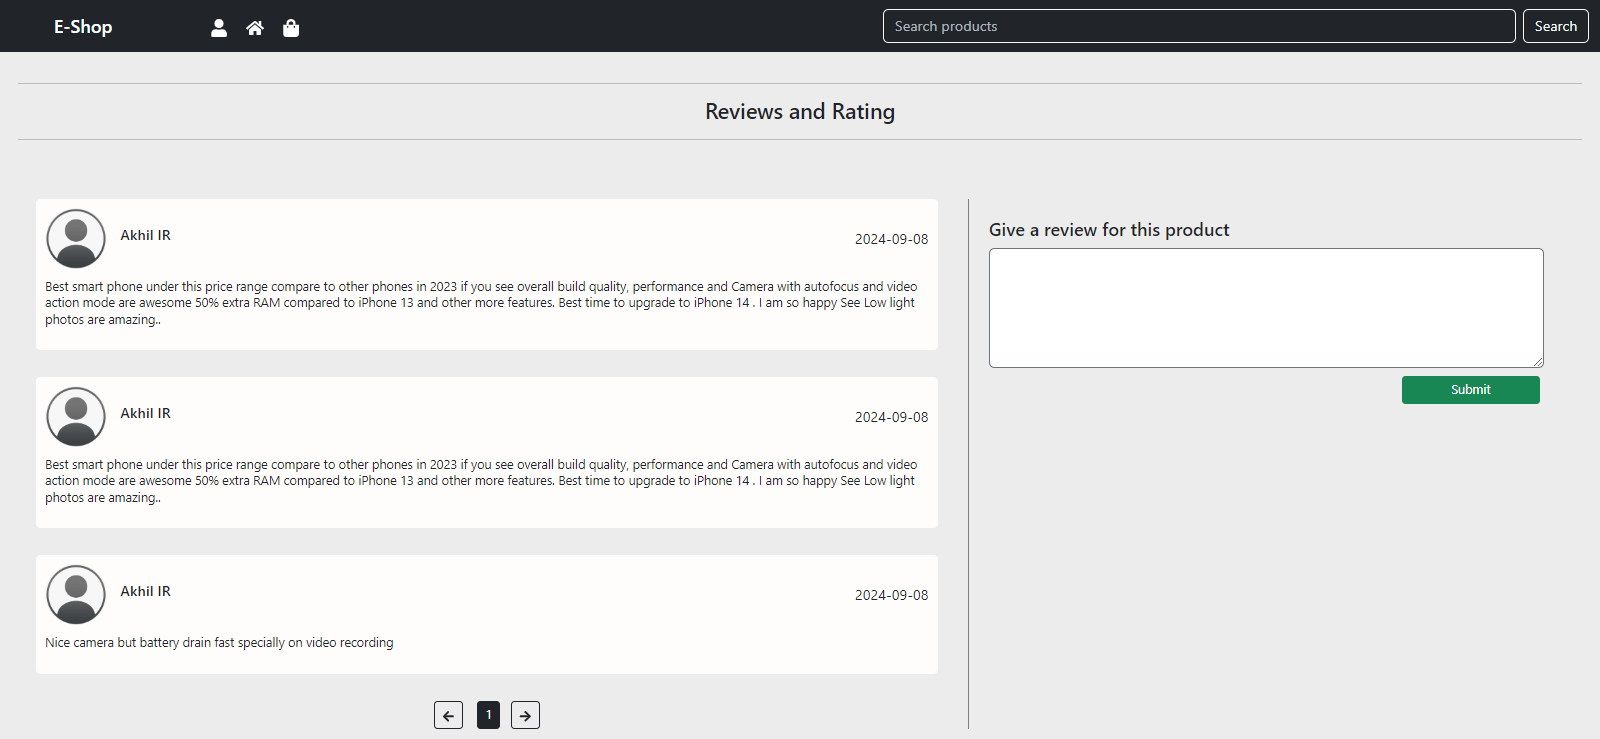 E-Shop
Search products
Search
Reviews and Rating
Akhil IR
2024-09-08
Best smart phone under this price range compare to other phones in 2023 if you see overall build quality, performance and Camera with autofocus and video
action mode are awesome 50% extra RAM compared to iPhone 13 and other more features. Best time to upgrade to iPhone 14 . I am so happy See Low light
photos are amazing..
Akhil IR
2024-09-08
Best smart phone under this price range compare to other phones in 2023 if you see overall build quality, performance and Camera with autofocus and video
action mode are awesome 50% extra RAM compared to iPhone 13 and other more features. Best time to upgrade to iPhone 14 . I am so happy See Low light
photos are amazing..
Akhil IR
2024-09-08
Nice camera but battery drain fast specially on video recording
1
Give a review for this product
Submit